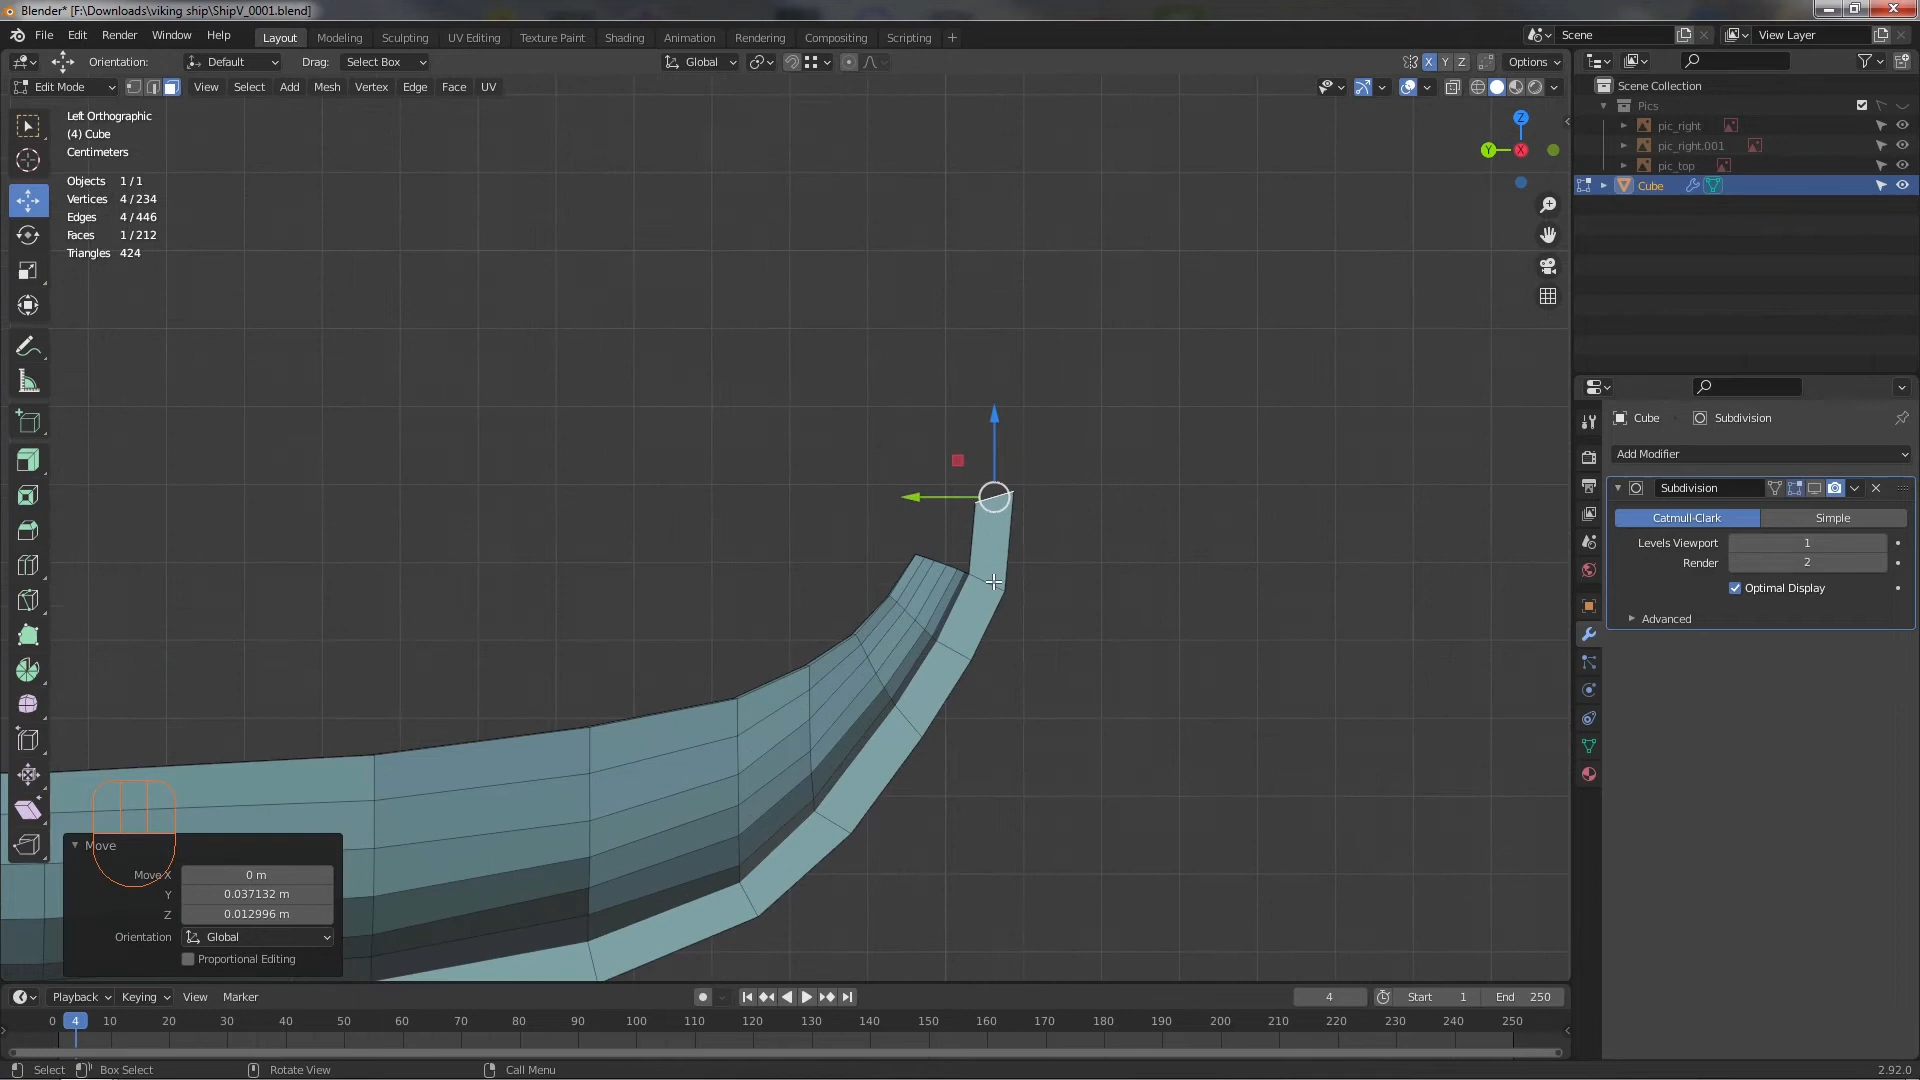 Blender* [F:\Downloads\viking ship\ShipV_0001.blend]
File Edit Render Window Help Layout Modeling Sculpting UV Editing Texture Paint Shading Animation Rendering Compositing Scripting + Scene View Layer
Orientation: Default Drag: Select Box Global X Y Z Options
Edit Mode View Select Add Mesh Vertex Edge Face UV
Left Orthographic
(4) Cube
Centimeters
Objects 1 / 1
Vertices 4 / 234
Edges 4 / 446
Faces 1 / 212
Triangles 424
Z
Y X
Scene Collection
Pics
pic_right
pic_right.001
pic_top
Cube
Cube Subdivision
Add Modifier
Subdivision
Catmull-Clark Simple
Levels Viewport 1
Render 2
Optimal Display
Advanced
Move
Move X 0 m
Y 0.037132 m
Z 0.012996 m
Orientation Global
Proportional Editing
Playback Keying View Marker 4 Start 1 End 250
0 4 10 20 30 40 50 60 70 80 90 100 110 120 130 140 150 160 170 180 190 200 210 220 230 240 250
Select Box Select Rotate View Call Menu 2.92.0